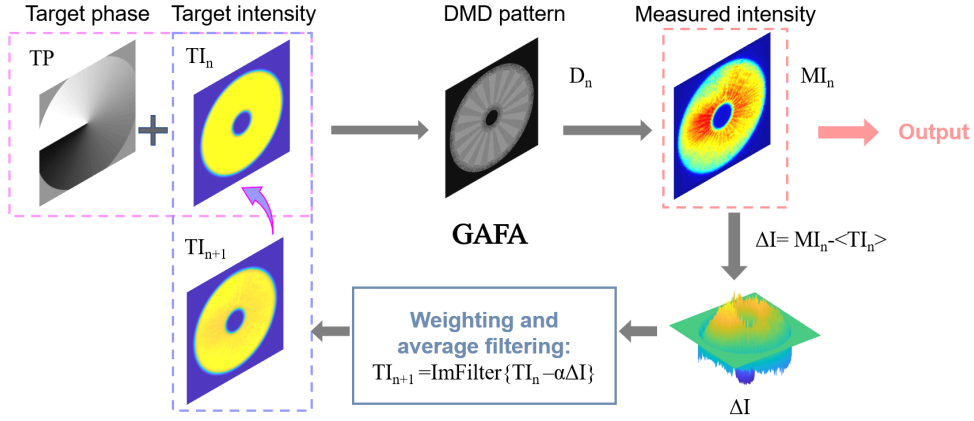 Target phase
Target intensity
DMD pattern
Measured intensity
TP
TIₙ
Dₙ
MIₙ
+
Output
GAFA
TIₙ₊₁
ΔI= MIₙ-<TIₙ>
Weighting and
average filtering:
TIₙ₊₁ =ImFilter{TIₙ –αΔI}
ΔI